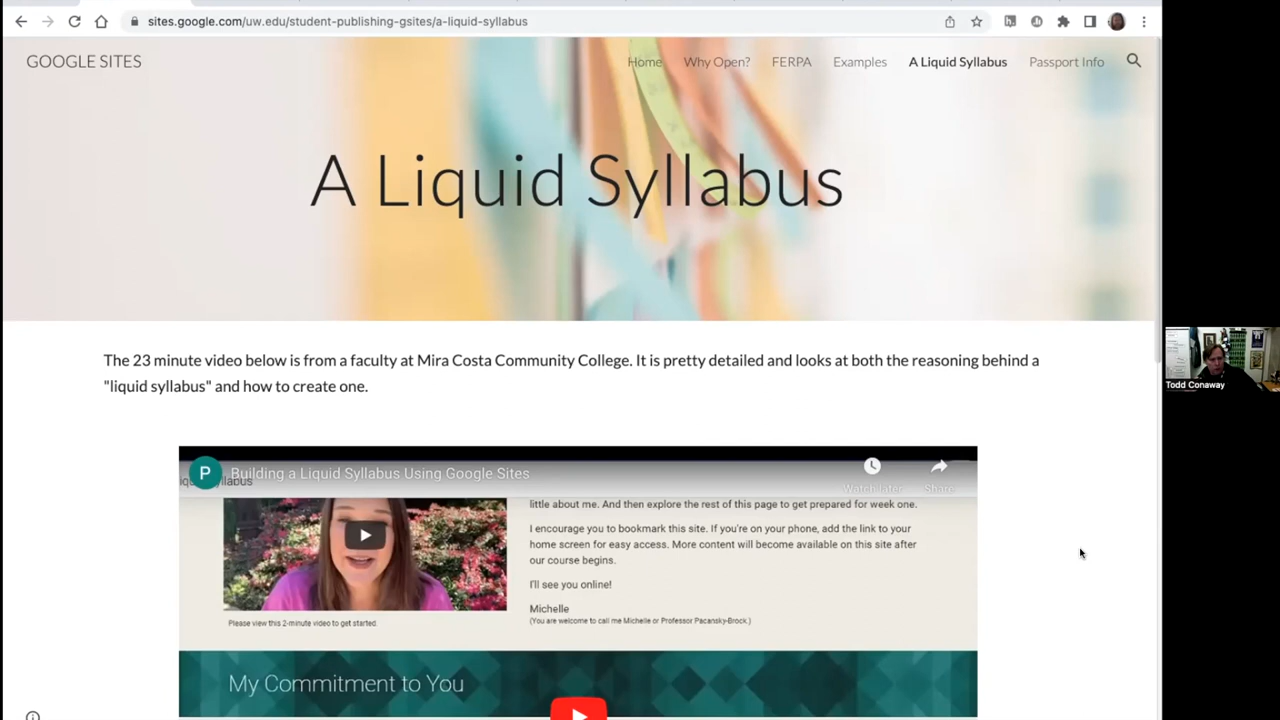 sites.google.com/uw.edu/student-publishing-gsites/a-liquid-syllabus
GOOGLE SITES
Home Why Open? FERPA Examples A Liquid Syllabus Passport Info
A Liquid Syllabus
The 23 minute video below is from a faculty at Mira Costa Community College. It is pretty detailed and looks at both the reasoning behind a
"liquid syllabus" and how to create one.
Todd Conaway
P
Building a Liquid Syllabus Using Google Sites
Watch later Share
little about me. And then explore the rest of this page to get prepared for week one.
I encourage you to bookmark this site. If you're on your phone, add the link to your
home screen for easy access. More content will become available on this site after
our course begins.
I'll see you online!
Michelle
(You are welcome to call me Michelle or Professor Pacansky-Brock.)
Please view this 2-minute video to get started.
My Commitment to You